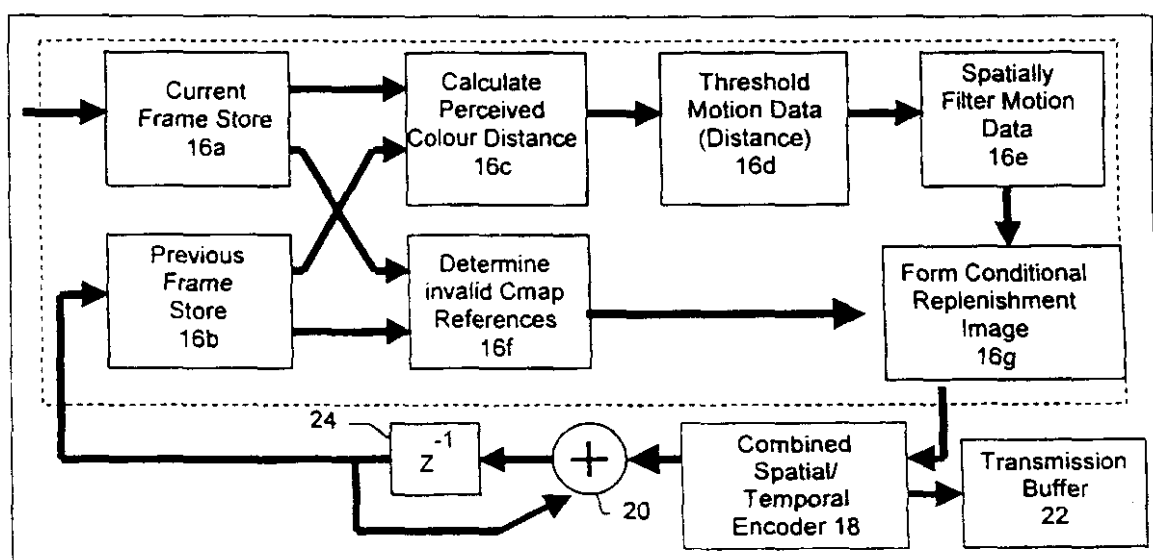 Current
Frame Store
16a
Calculate
Perceived
Colour Distance
16c
Threshold
Motion Data
(Distance)
16d
Spatially
Filter Motion
Data
16e
Previous
Frame
Store
16b
Determine
invalid Cmap
References
16f
Form Conditional
Replenishment
Image
16g
24
z-1
+
20
Combined
Spatial/
Temporal
Encoder 18
Transmission
Buffer
22